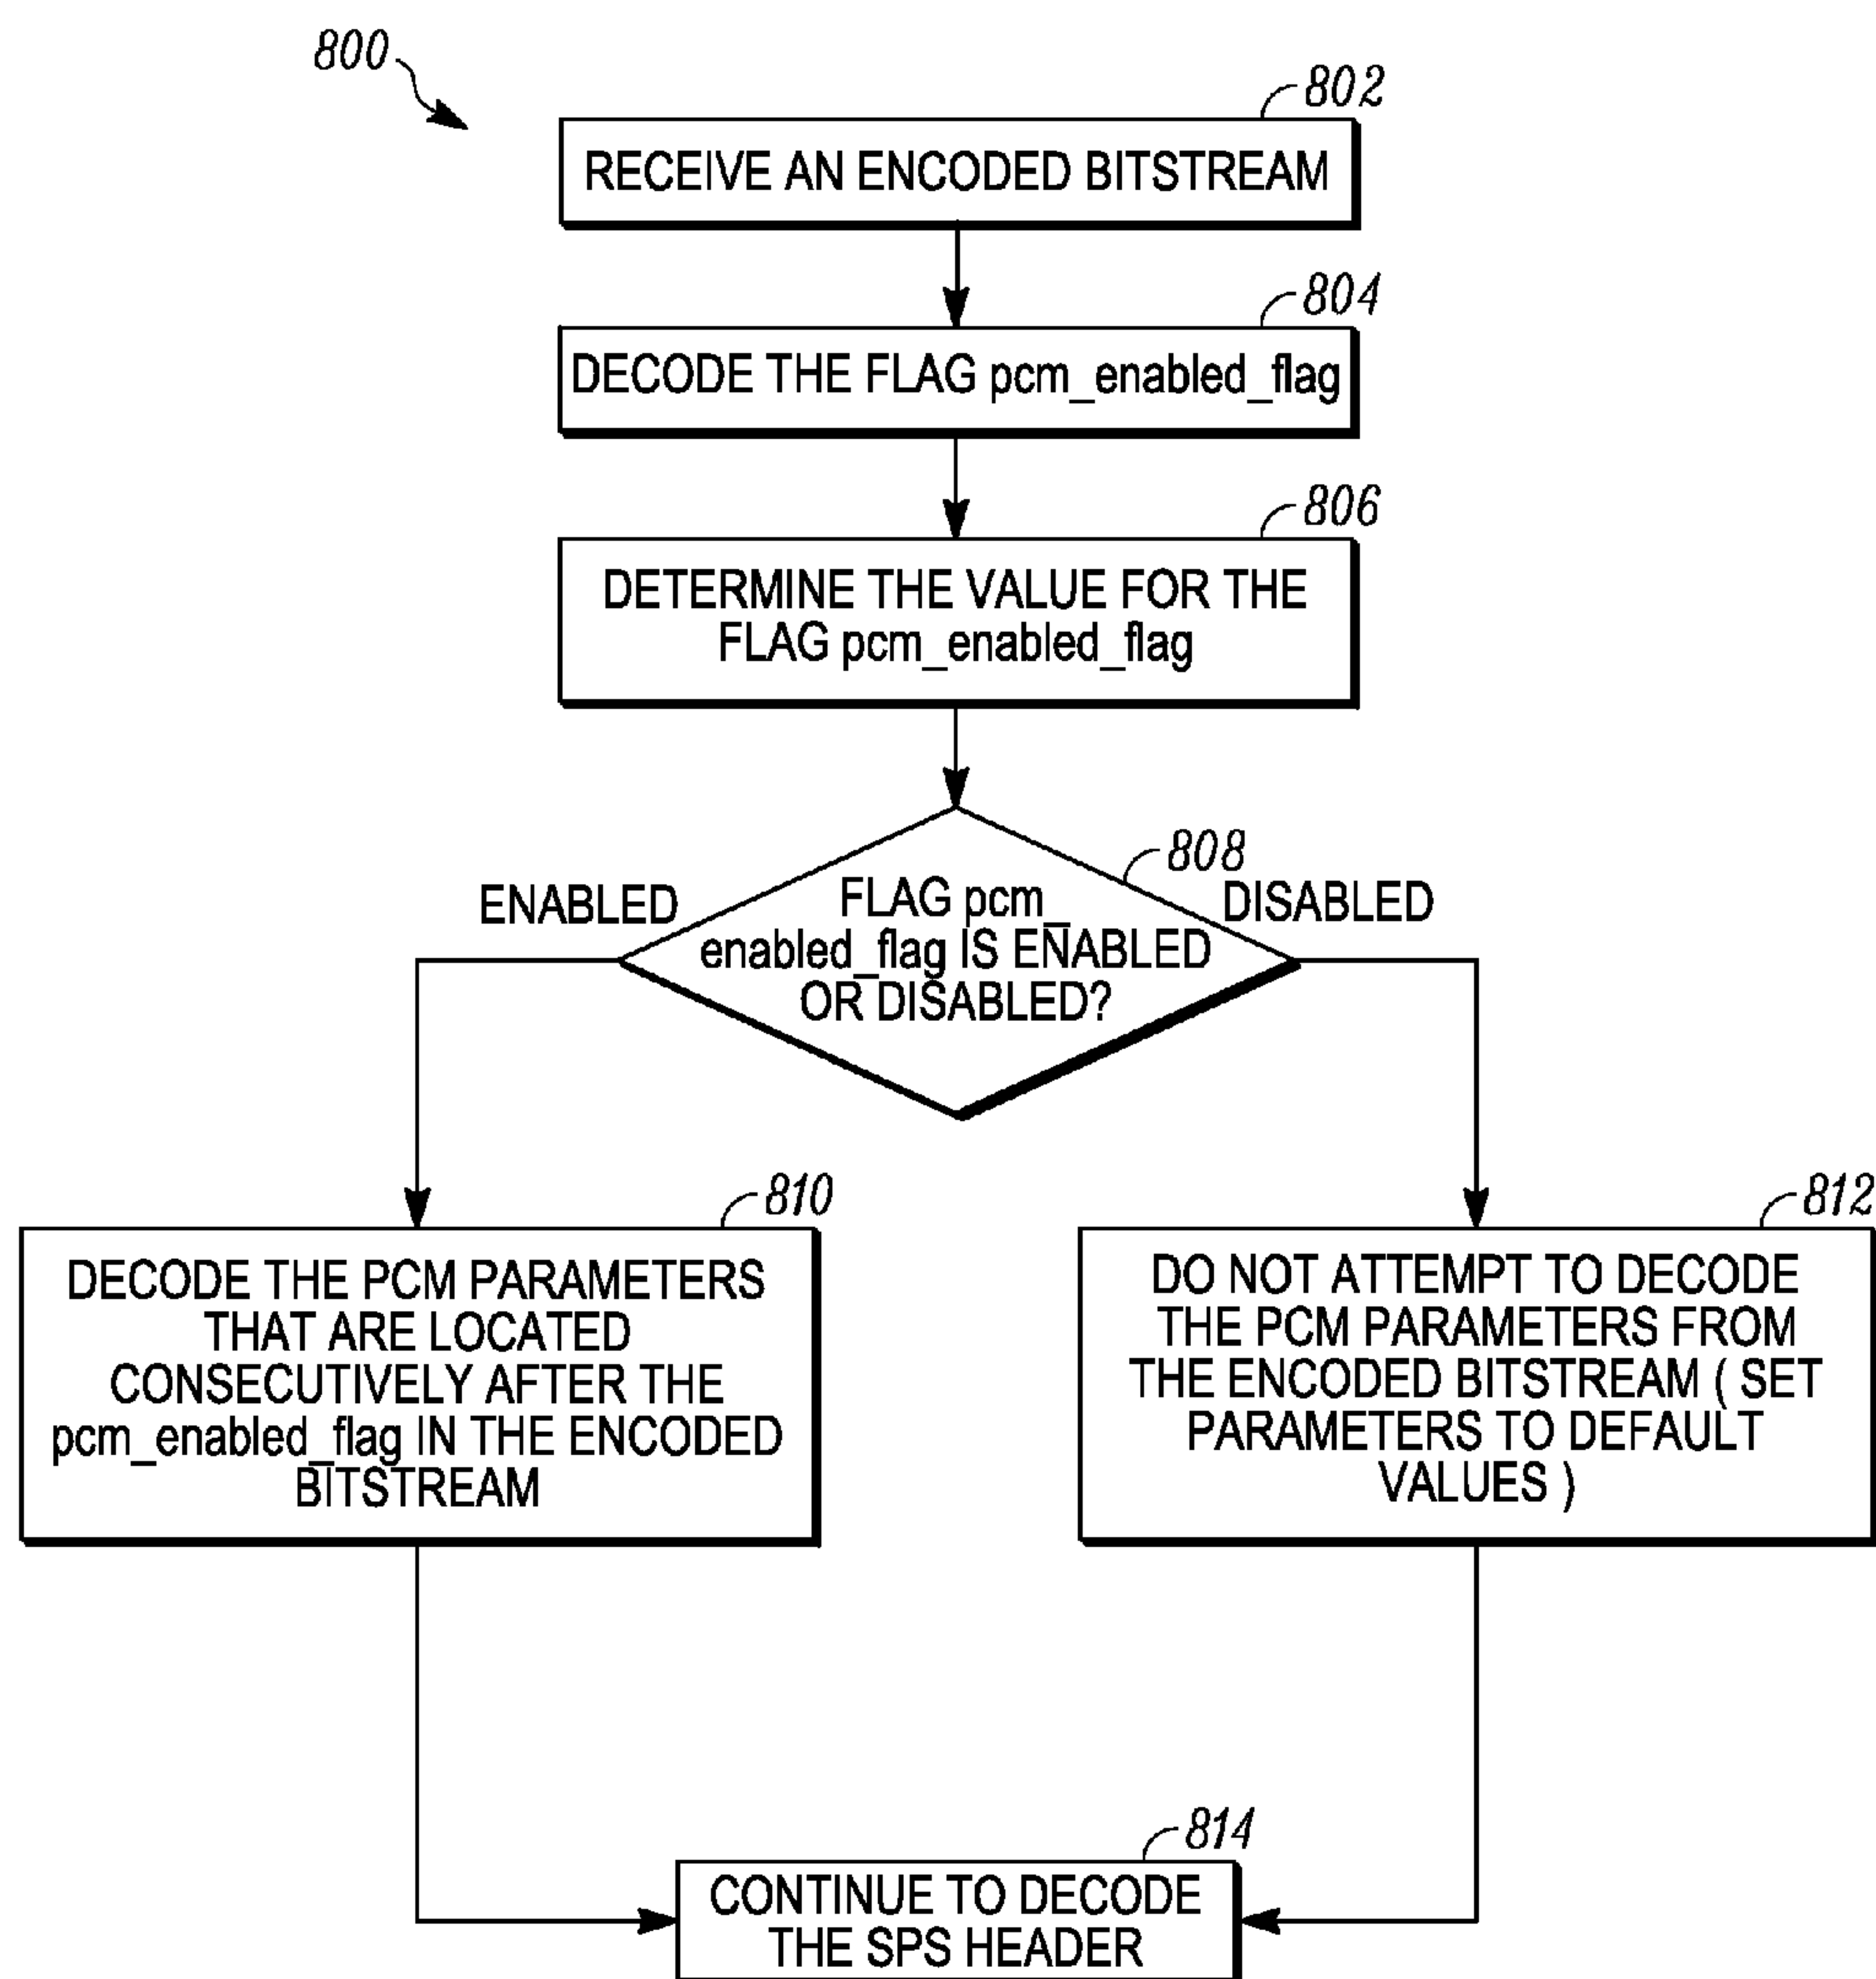 800
802
RECEIVE AN ENCODED BITSTREAM
804
DECODE THE FLAG pcm_enabled_flag
806
DETERMINE THE VALUE FOR THE
FLAG pcm_enabled_flag
808
ENABLED
FLAG pcm_
enabled_flag IS ENABLED
OR DISABLED?
DISABLED
810
DECODE THE PCM PARAMETERS
THAT ARE LOCATED
CONSECUTIVELY AFTER THE
pcm_enabled_flag IN THE ENCODED
BITSTREAM
812
DO NOT ATTEMPT TO DECODE
THE PCM PARAMETERS FROM
THE ENCODED BITSTREAM ( SET
PARAMETERS TO DEFAULT
VALUES )
814
CONTINUE TO DECODE
THE SPS HEADER